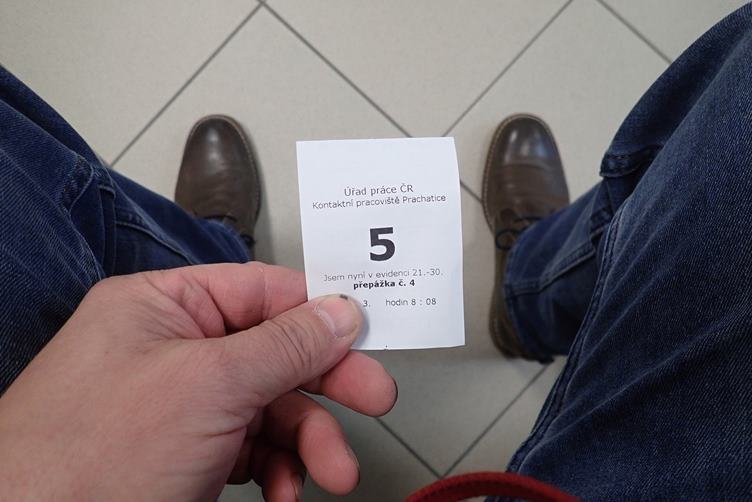 Úřad práce ČR
Kontaktní pracoviště Prachatice
5
Jsem nyní v evidenci 21.-30.
přepážka č. 4
3. hodin 8 : 08